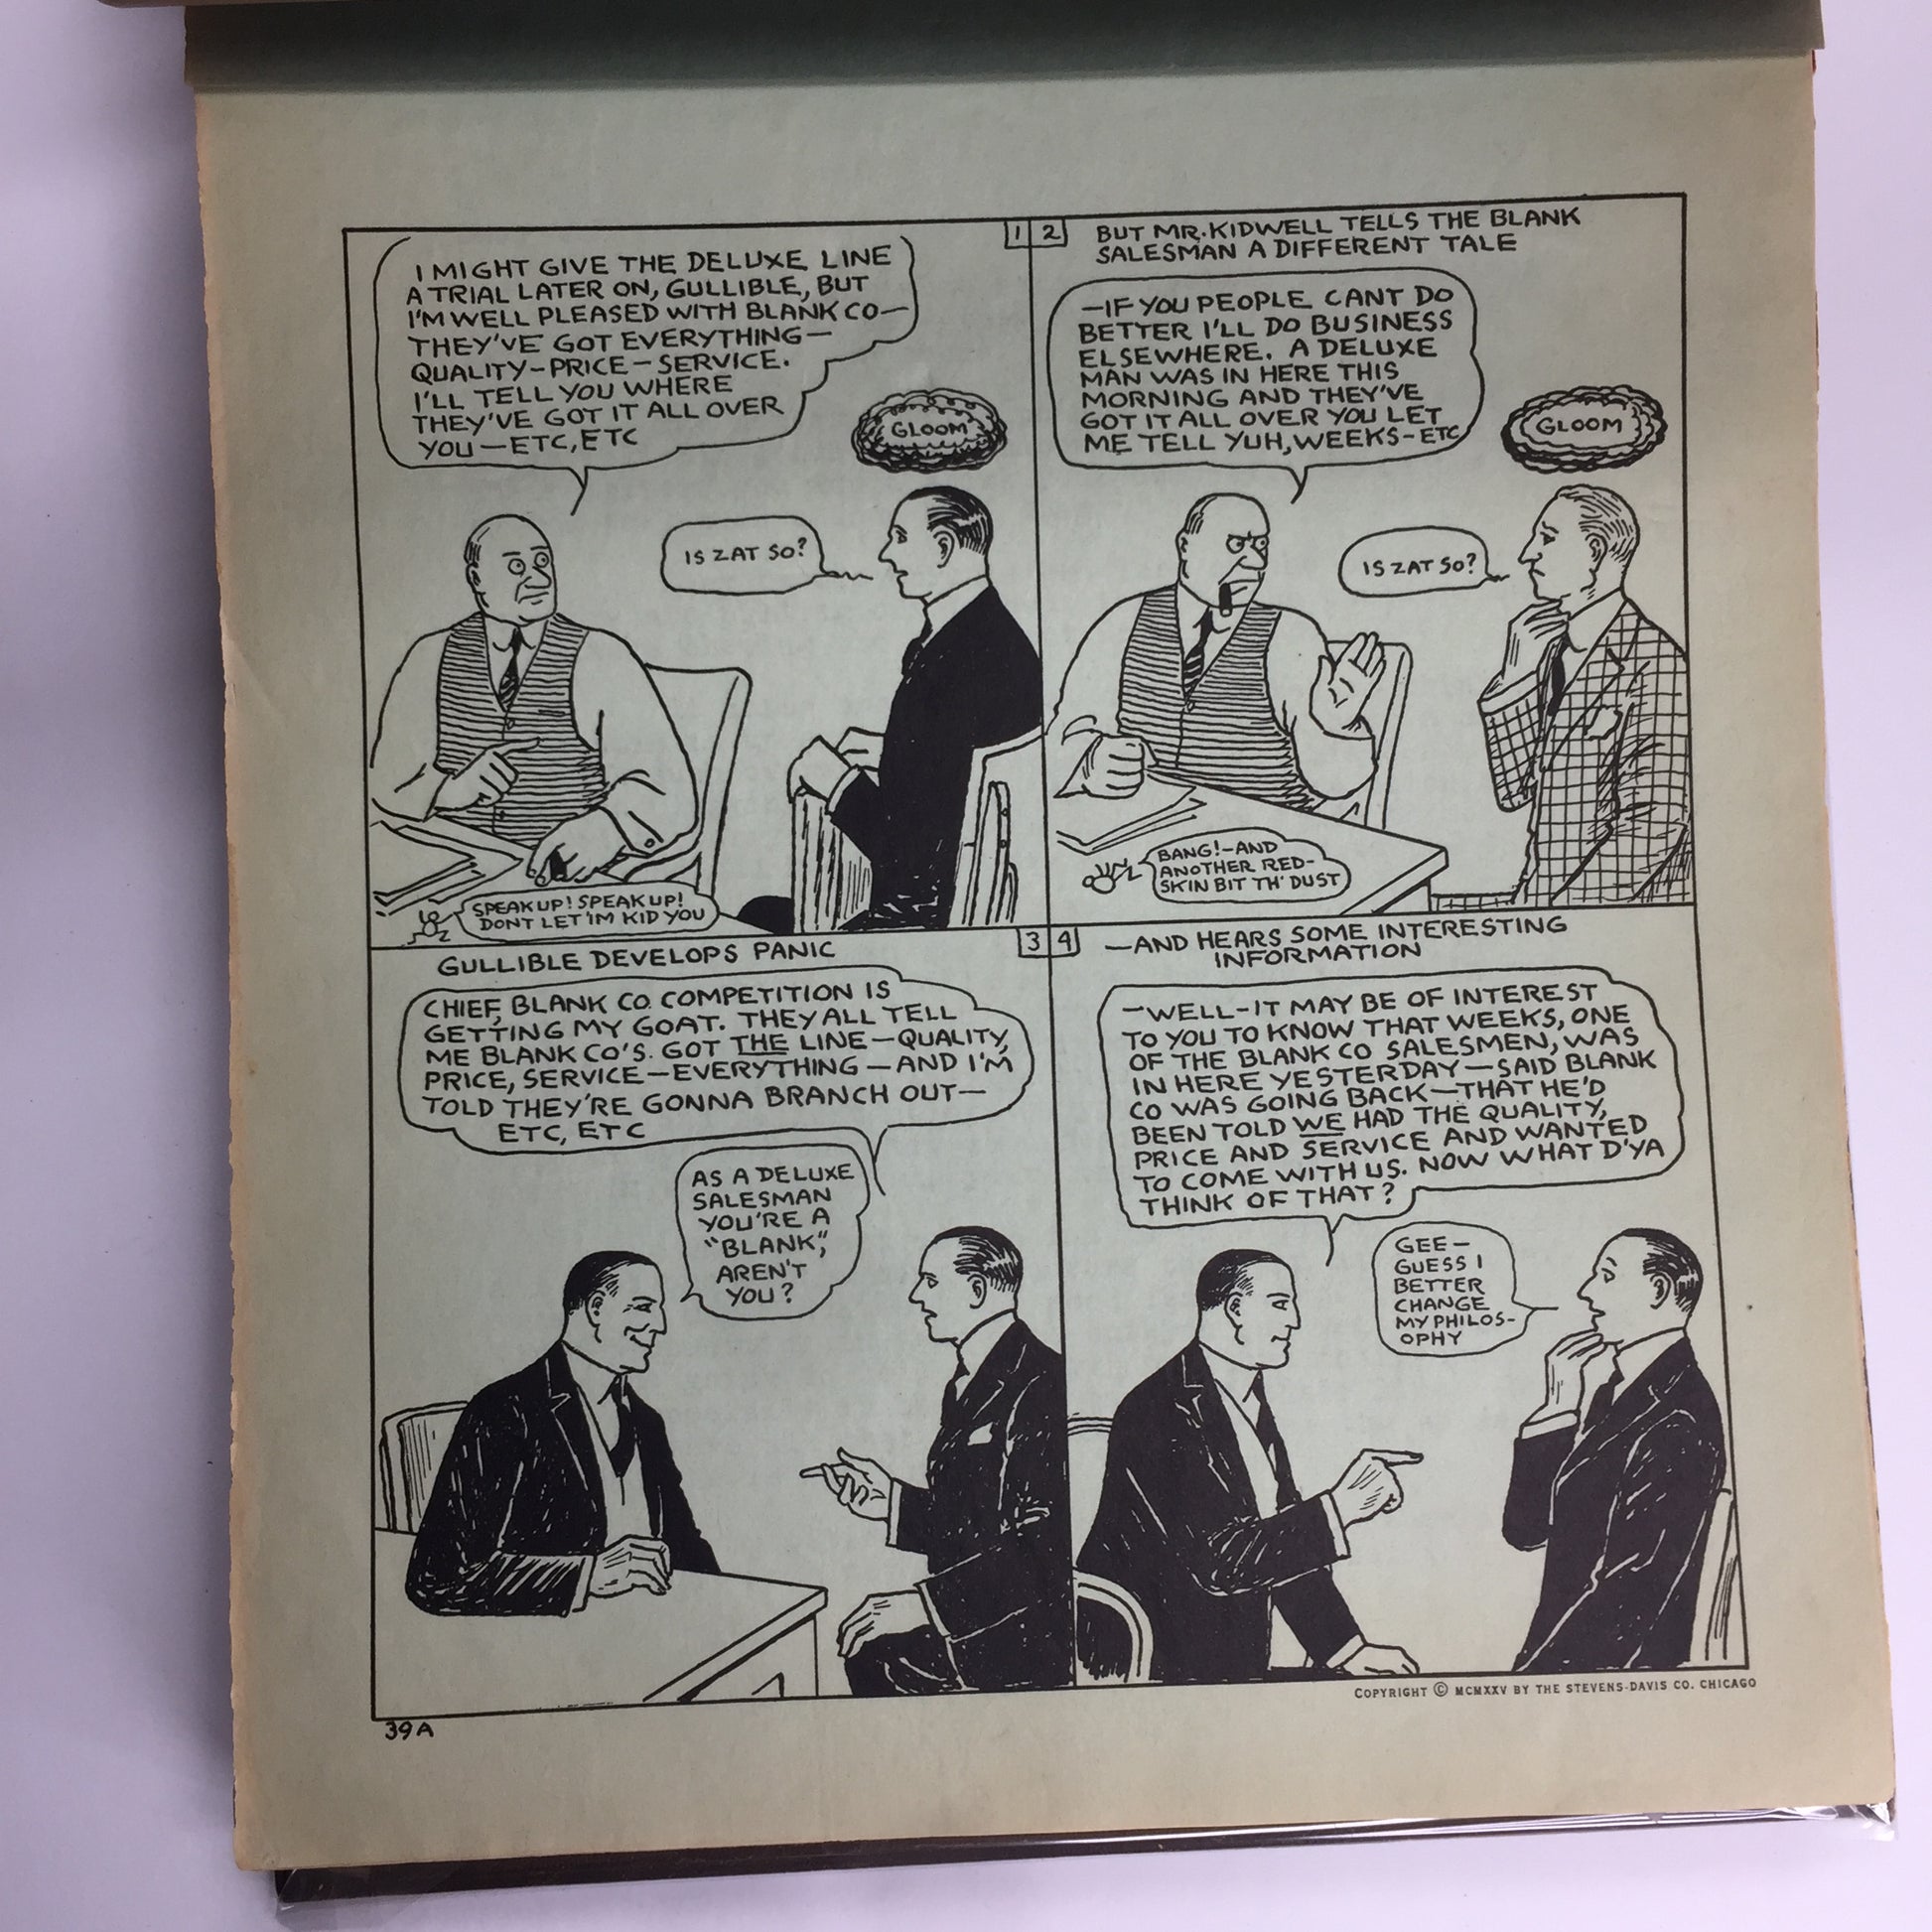 1
I MIGHT GIVE THE DELUXE LINE
A TRIAL LATER ON, GULLIBLE, BUT
I'M WELL PLEASED WITH BLANK CO—
THEY'VE GOT EVERYTHING—
QUALITY—PRICE—SERVICE.
I'LL TELL YOU WHERE
THEY'VE GOT IT ALL OVER
YOU—ETC, ETC
GLOOM
IS ZAT SO?
SPEAK UP! SPEAK UP!
DONT LET 'IM KID YOU
2
BUT MR. KIDWELL TELLS THE BLANK
SALESMAN A DIFFERENT TALE
—IF YOU PEOPLE CANT DO
BETTER I'LL DO BUSINESS
ELSEWHERE. A DELUXE
MAN WAS IN HERE THIS
MORNING AND THEY'VE
GOT IT ALL OVER YOU LET
ME TELL YUH, WEEKS-ETC
GLOOM
IS ZAT SO?
BANG!—AND
ANOTHER RED-
SKIN BIT TH' DUST
3
GULLIBLE DEVELOPS PANIC
CHIEF, BLANK CO. COMPETITION IS
GETTING MY GOAT. THEY ALL TELL
ME BLANK CO'S. GOT THE LINE—QUALITY,
PRICE, SERVICE—EVERYTHING—AND I'M
TOLD THEY'RE GONNA BRANCH OUT—
ETC, ETC
AS A DELUXE
SALESMAN
YOU'RE A
"BLANK,"
AREN'T
YOU?
4
—AND HEARS SOME INTERESTING
INFORMATION
—WELL—IT MAY BE OF INTEREST
TO YOU TO KNOW THAT WEEKS, ONE
OF THE BLANK CO SALESMEN, WAS
IN HERE YESTERDAY—SAID BLANK
CO WAS GOING BACK—THAT HE'D
BEEN TOLD WE HAD THE QUALITY,
PRICE AND SERVICE AND WANTED
TO COME WITH US. NOW WHAT D'YA
THINK OF THAT?
GEE—
GUESS I
BETTER
CHANGE
MY PHILOS-
OPHY
COPYRIGHT © MCMXXV BY THE STEVENS-DAVIS CO. CHICAGO
39A